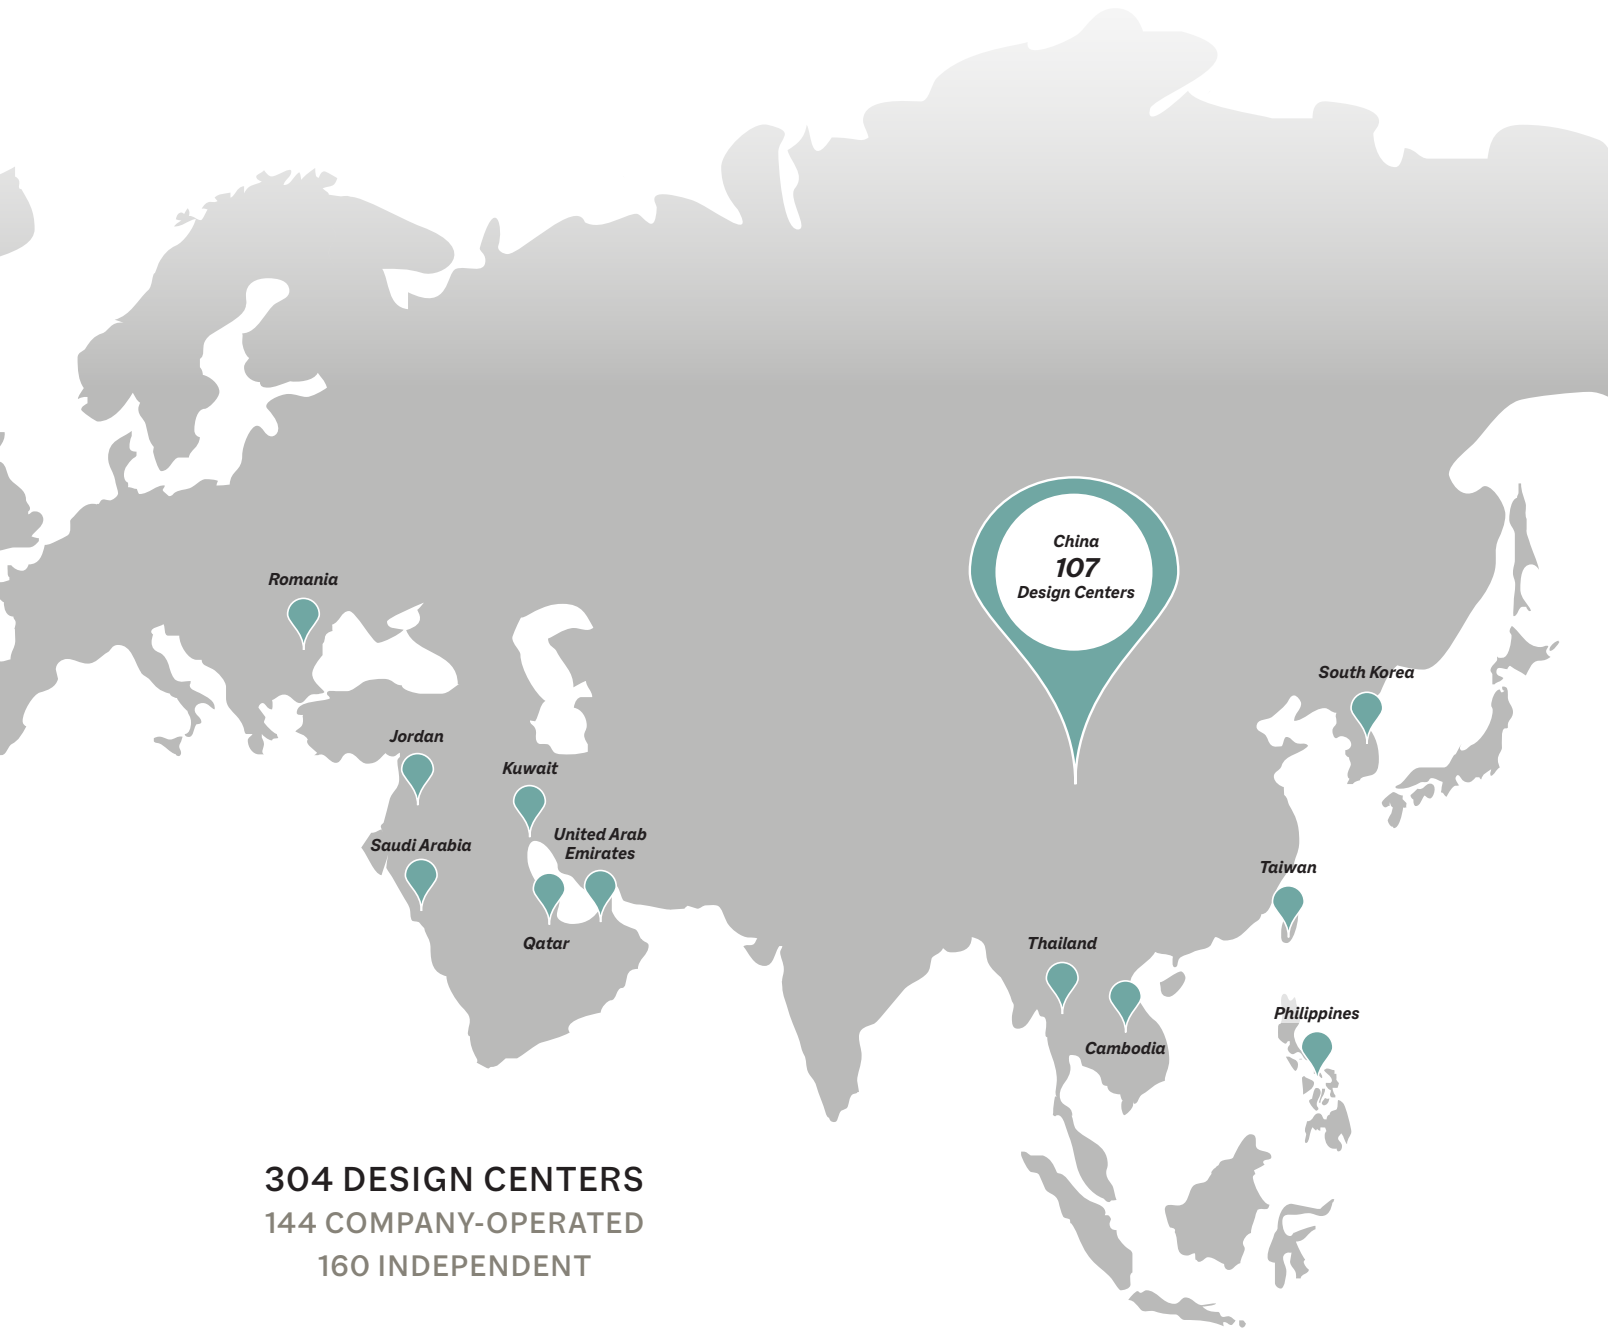 China
107
Design Centers
Romania
South Korea
Jordan
Kuwait
United Arab
Emirates
Saudi Arabia
Taiwan
Qatar
Thailand
Philippines
Cambodia
304 DESIGN CENTERS
144 COMPANY-OPERATED
160 INDEPENDENT